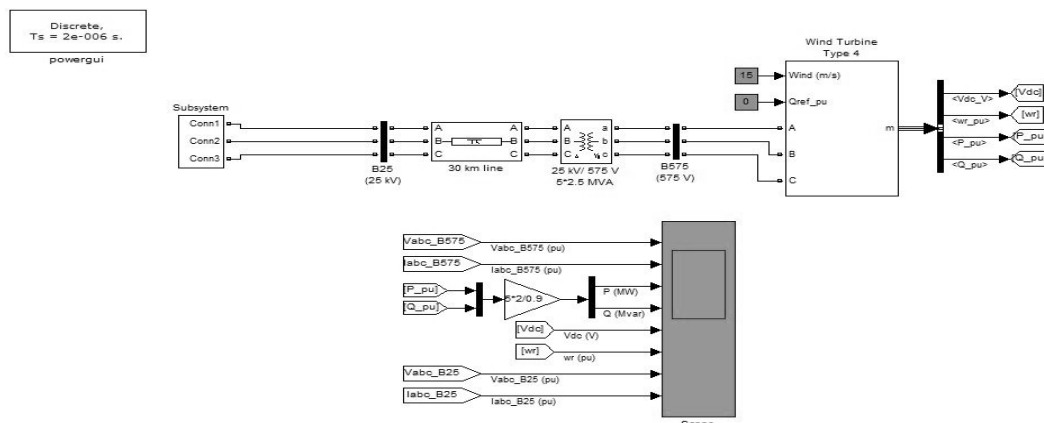 Discrete,
Ts = 2e-006 s.
powergui
Subsystem
Conn1
Conn2
Conn3
B25
(25 kV)
A A
B B
C C
30 km line
A a
B b
C c
25 kV/ 575 V
5*2.5 MVA
B575
(575 V)
Wind Turbine
Type 4
15
Wind (m/s)
0
Qref_pu
A
B
C
m
<Vdc_V>
<wr_pu>
<P_pu>
<Q_pu>
[Vdc]
[wr]
[P_pu
[Q_pu
Vabc_B575
Vabc_B575 (pu)
Iabc_B575
Iabc_B575 (pu)
[P_pu]
[Q_pu]
5*2/0.9
P (MW)
Q (Mvar)
[Vdc]
Vdc (V)
[wr]
wr (pu)
Vabc_B25
Vabc_B25 (pu)
Iabc_B25
Iabc_B25 (pu)